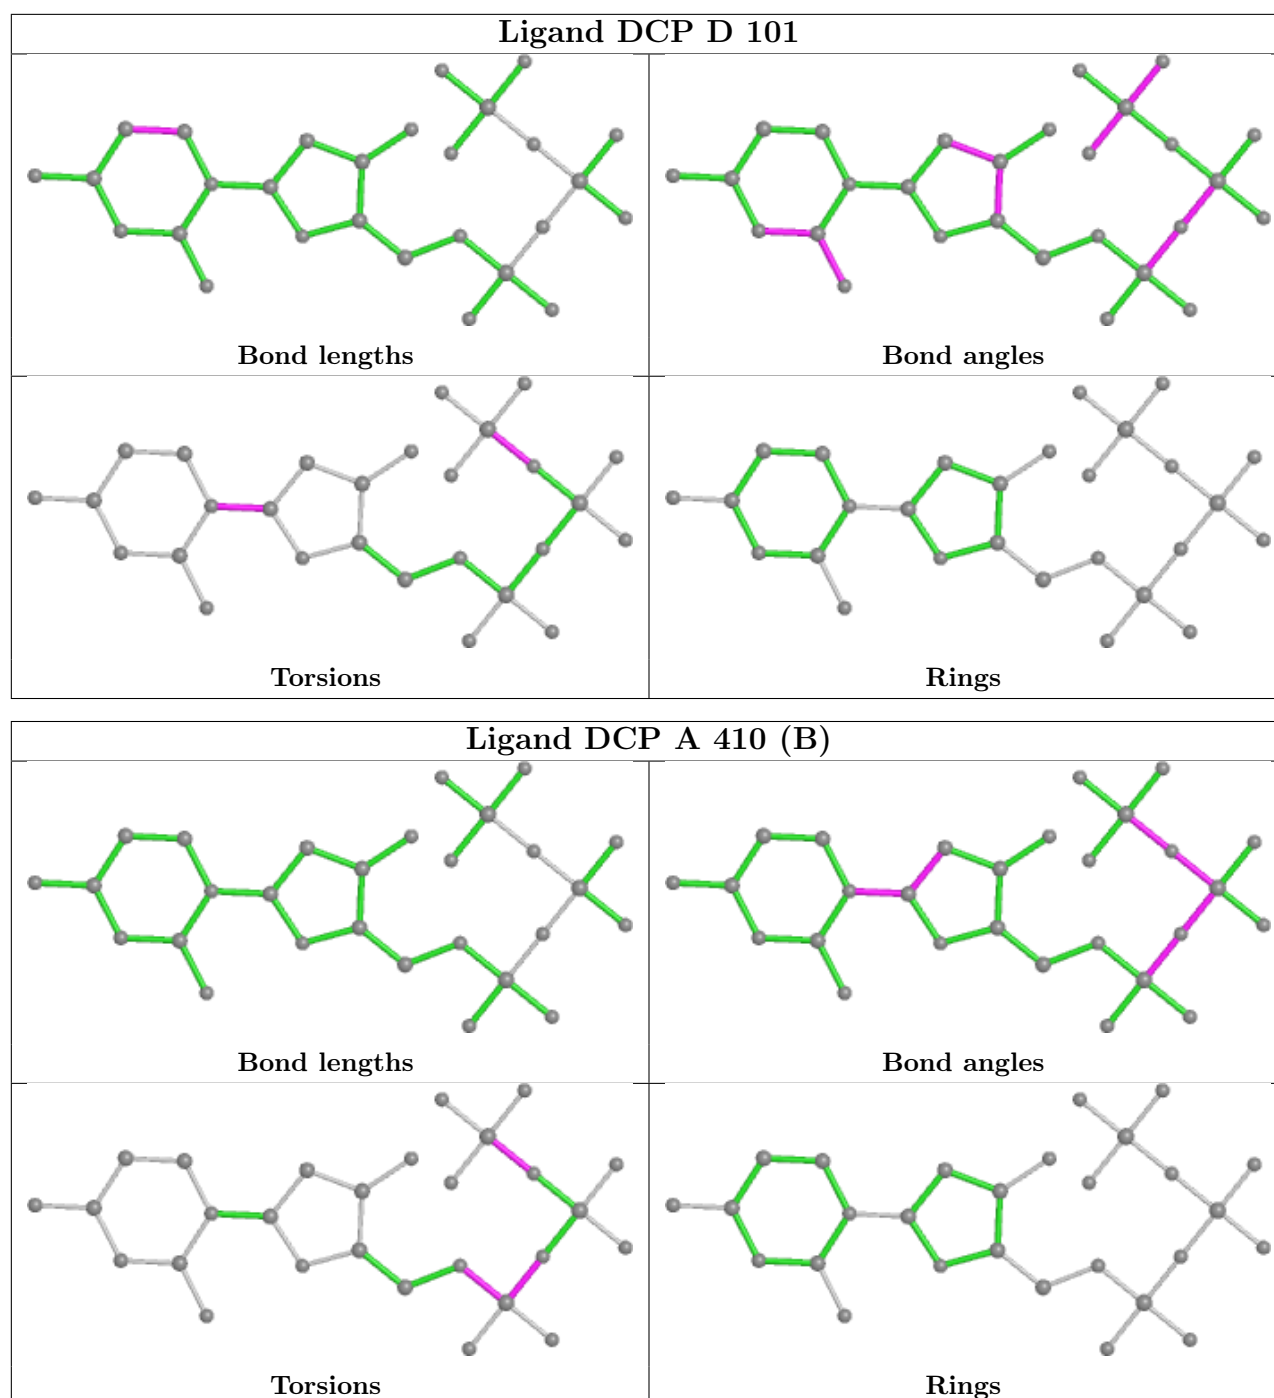 Ligand DCP D 101
Bond lengths
Bond angles
Torsions
Rings
Ligand DCP A 410 (B)
Bond lengths
Bond angles
Torsions
Rings